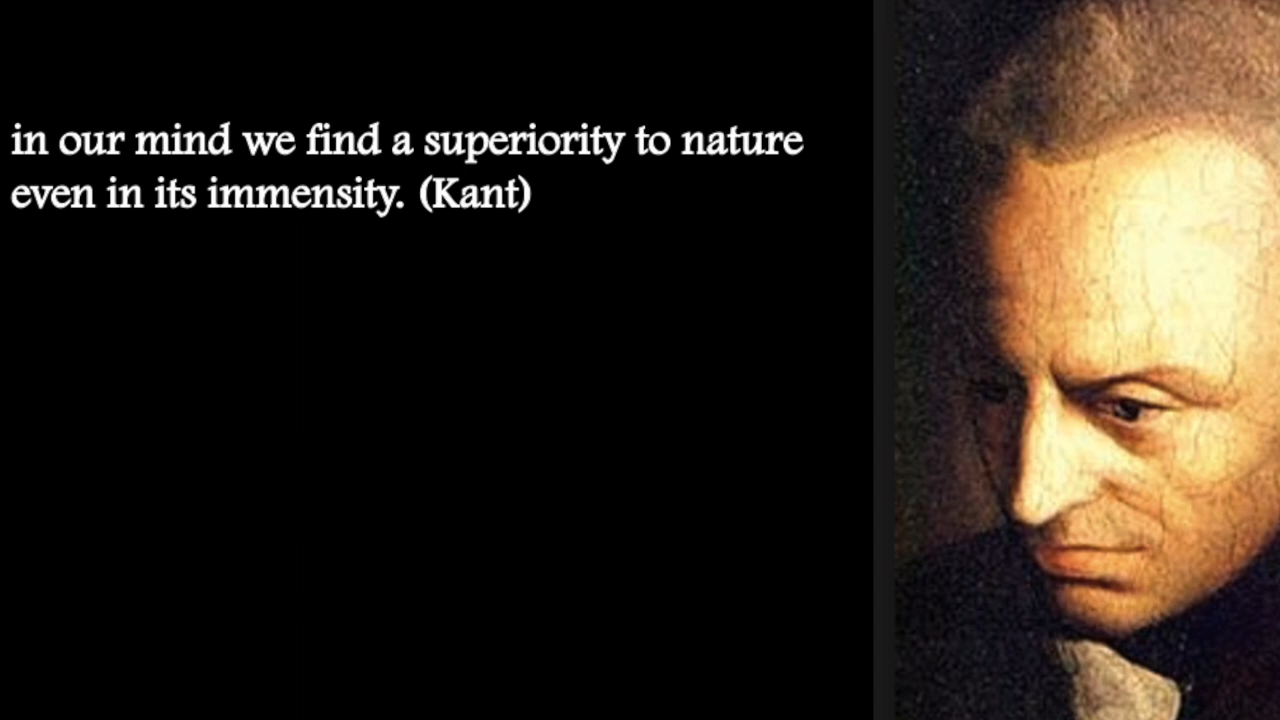 in our mind we find a superiority to nature
even in its immensity. (Kant)